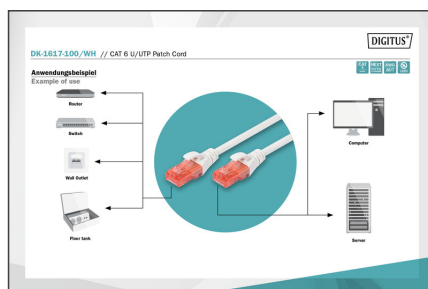 DIGITUS®
DK-1617-100/WH // CAT 6 U/UTP Patch Cord
Anwendungsbeispiel
Example of use
Router
Switch
Wall Outlet
Floor tank
Computer
Server